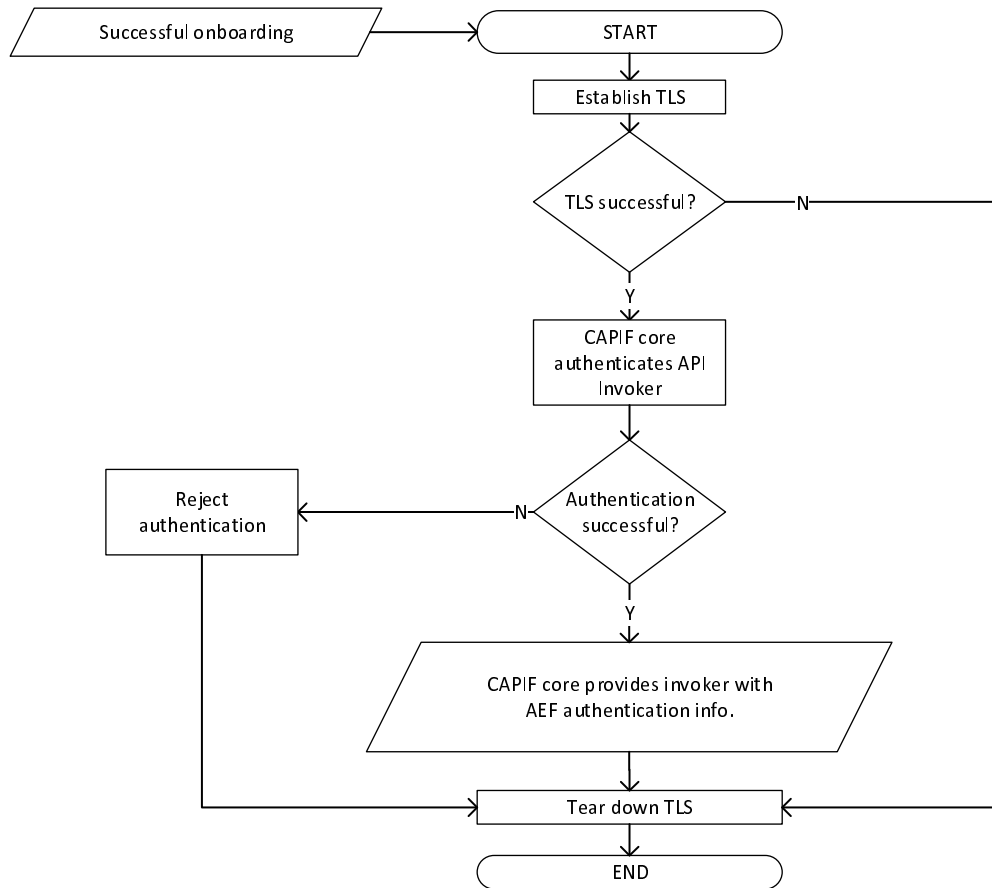 Successful onboarding
START
Establish TLS
TLS successful?
N
Y
CAPIF core
authenticates API
Invoker
Authentication
successful?
N
Reject
authentication
Y
CAPIF core provides invoker with
AEF authentication info.
Tear down TLS
END